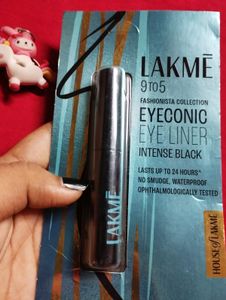 LAKMĒ
9TO5
FASHIONISTA COLLECTION
EYECONIC
EYE LINER
INTENSE BLACK
LASTS UP TO 24 HOURS*
NO SMUDGE, WATERPROOF
OPHTHALMOLOGICALLY TESTED
HOUSE OF LAKMĒ
LAKMĒ